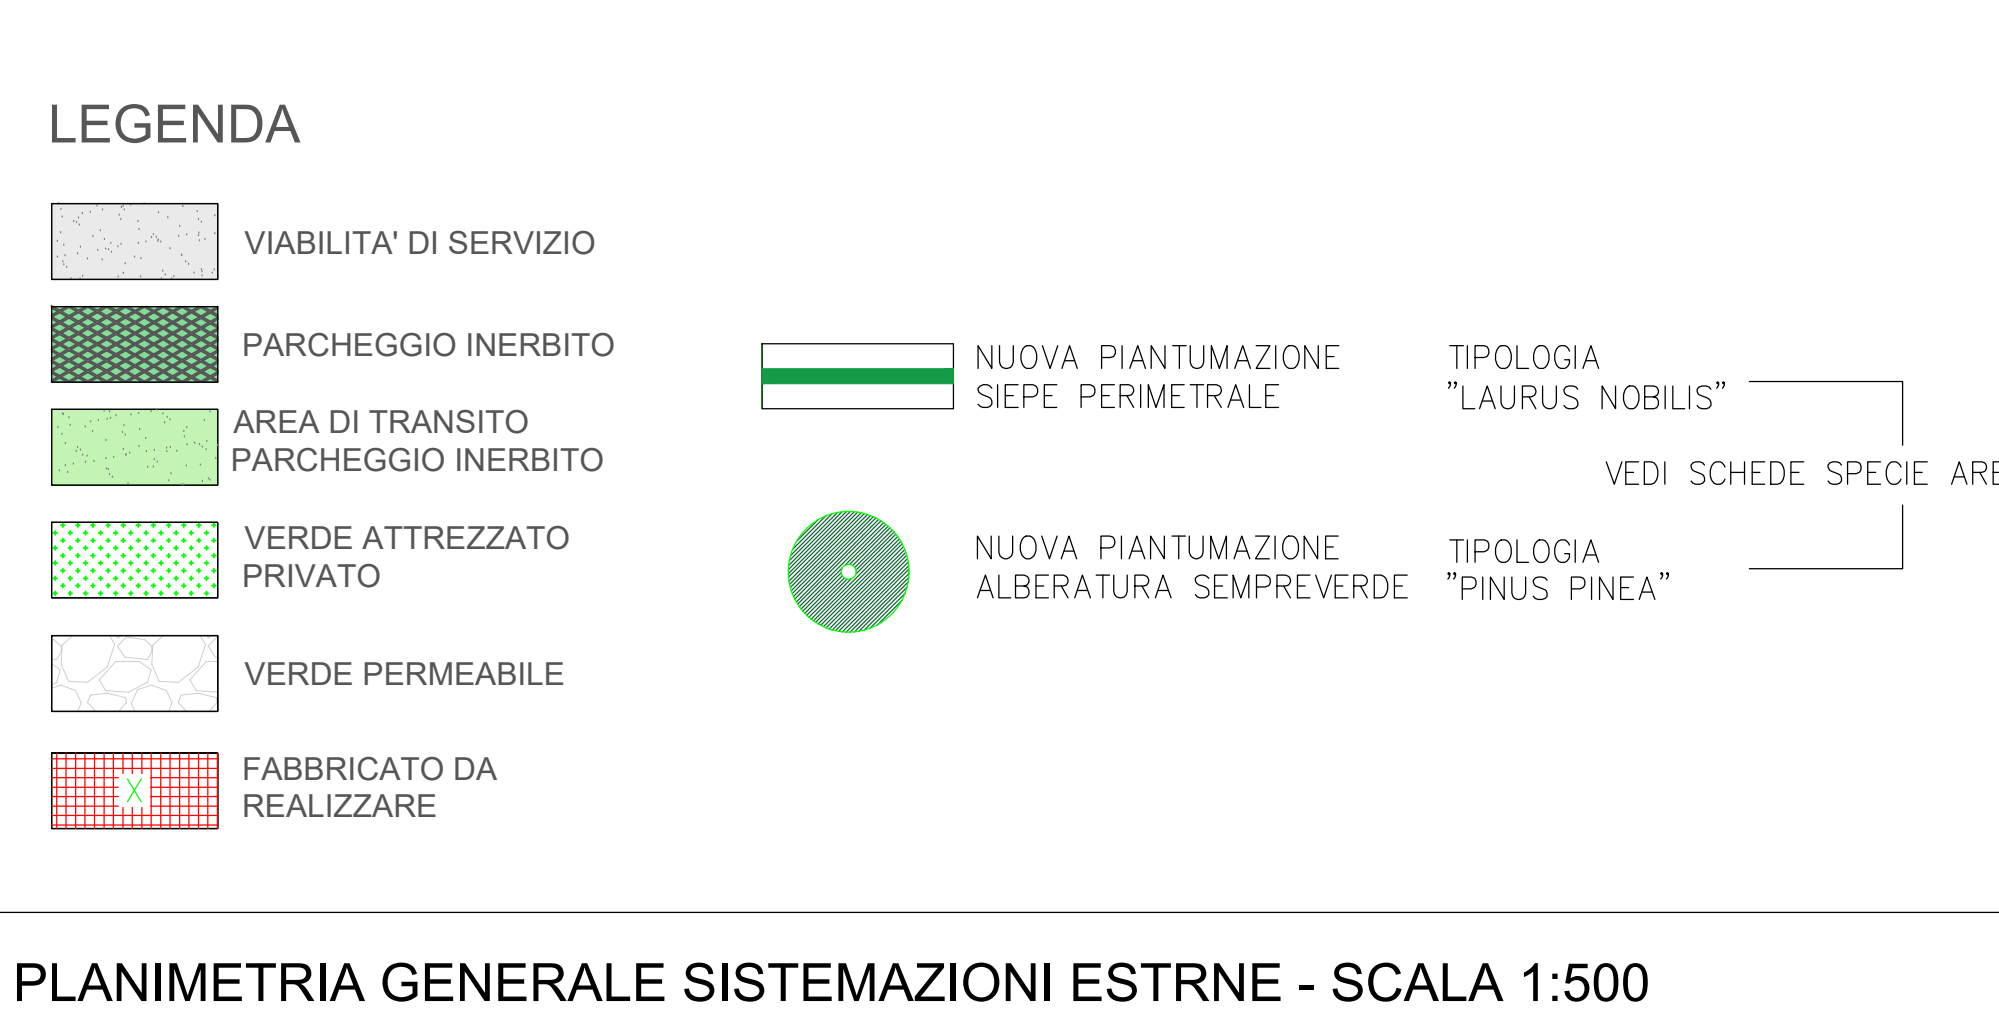 LEGENDA
VIABILITA' DI SERVIZIO
PARCHEGGIO INERBITO
AREA DI TRANSITO
PARCHEGGIO INERBITO
VERDE ATTREZZATO
PRIVATO
VERDE PERMEABILE
X
FABBRICATO DA
REALIZZARE
NUOVA PIANTUMAZIONE
SIEPE PERIMETRALE
TIPOLOGIA
"LAURUS NOBILIS"
VEDI SCHEDE SPECIE
NUOVA PIANTUMAZIONE
ALBERATURA SEMPREVERDE
TIPOLOGIA
"PINUS PINEA"
PLANIMETRIA GENERALE SISTEMAZIONI ESTRNE - SCALA 1:500